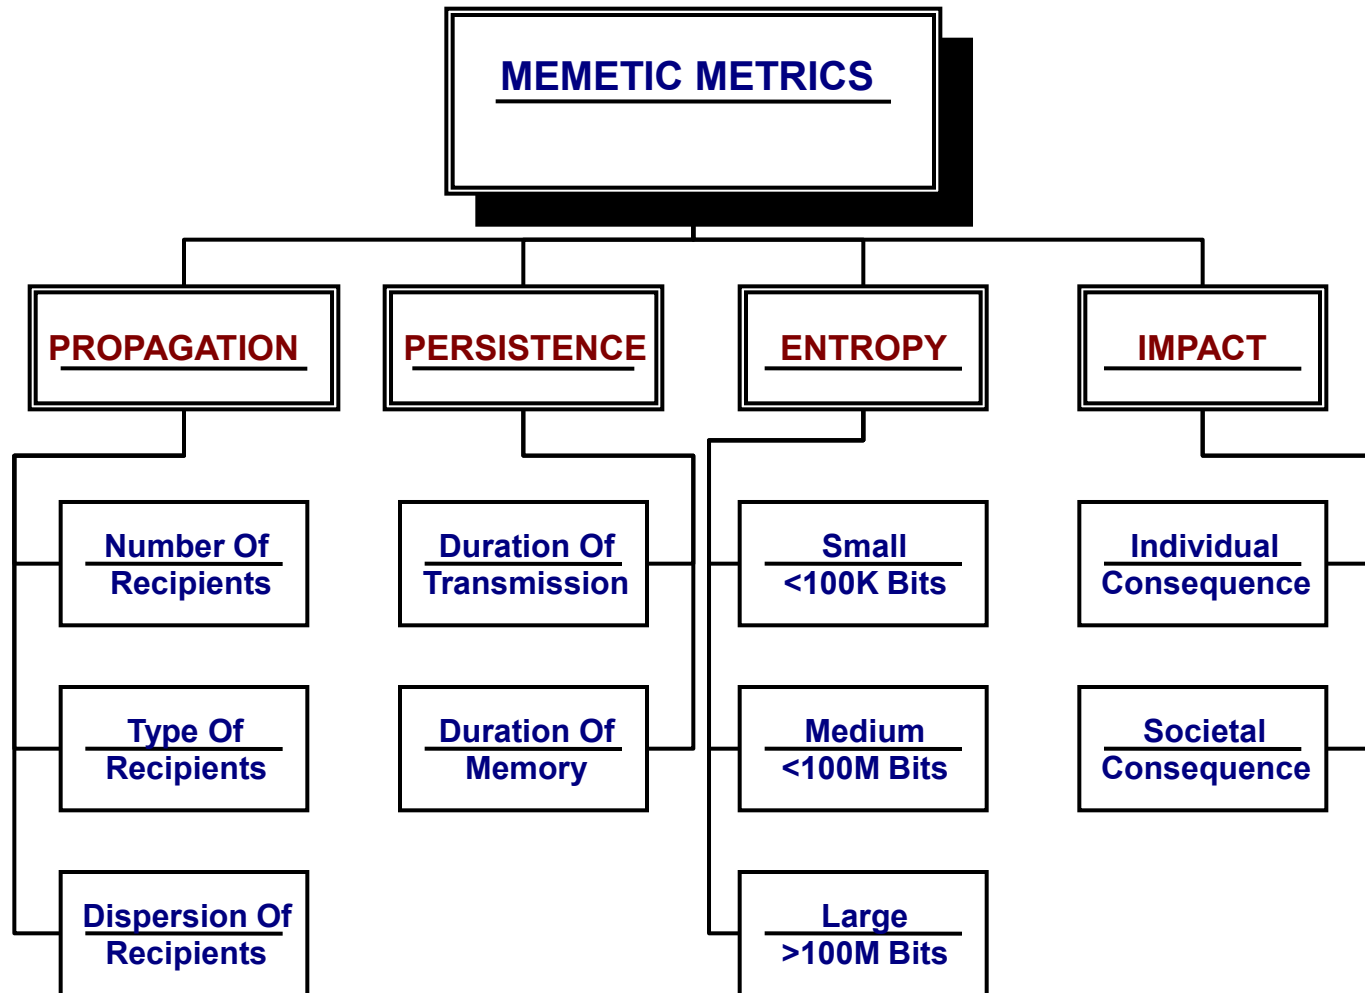 MEMETIC METRICS
PROPAGATION
PERSISTENCE
ENTROPY
IMPACT
Number Of
Recipients
Duration Of
Transmission
Small
<100K Bits
Individual
Consequence
Type Of
Recipients
Duration Of
Memory
Medium
<100M Bits
Societal
Consequence
Dispersion Of
Recipients
Large
>100M Bits